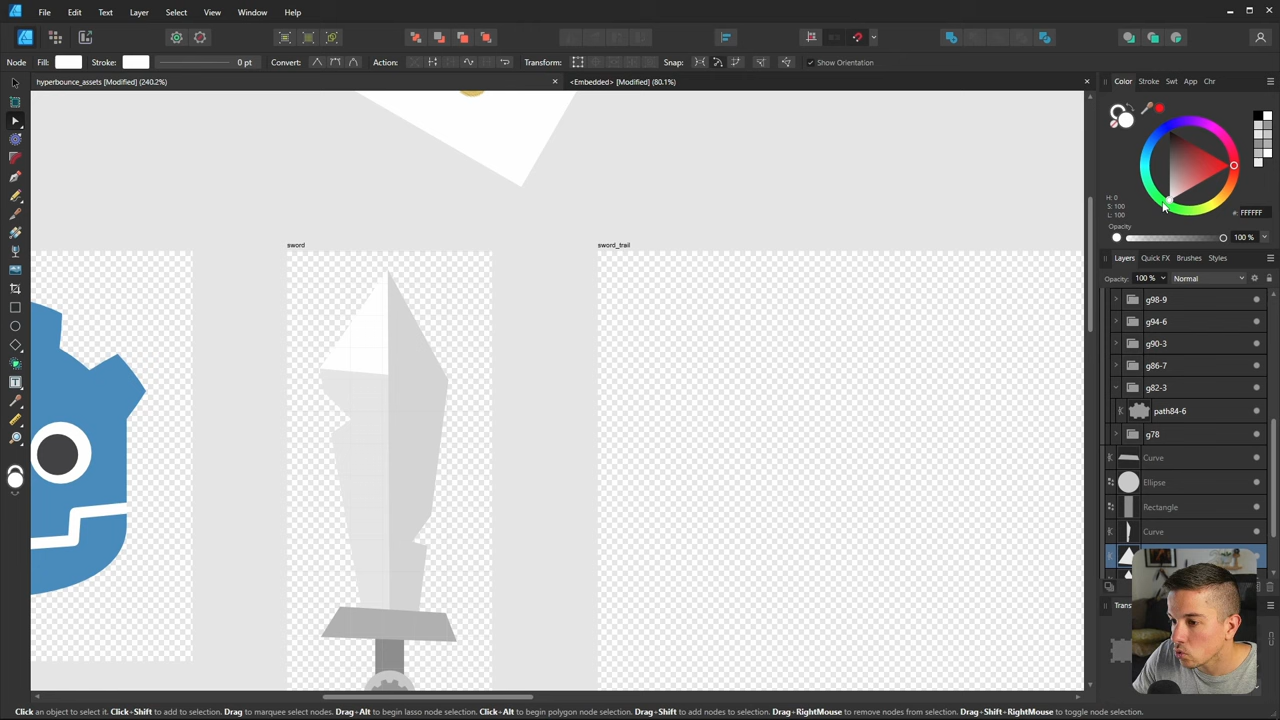 File Edit Text Layer Select View Window Help
Node Fill: Stroke: 0 pt Convert: Action: Snap: Show Orientation
hyperbounce_assets [Modified] (240.2%)
<Embedded> [Modified] (80.1%)
Color Stroke Swt App Chr
H: 0
S: 100
L: 100
#: FFFFFF
Opacity
100 %
Layers Quick FX Brushes Styles
Opacity: 100 % Normal
g98-9
g94-6
g90-3
g86-7
g82-3
path84-6
g78
Curve
Ellipse
Rectangle
Curve
Trans
sword
sword_trail
Click an object to select it. Click+Shift to add to selection. Drag to marquee select nodes. Drag+Alt to begin lasso node selection. Click+Alt to begin polygon node selection. Drag+Shift to add nodes to selection. Drag+RightMouse to remove nodes from selection. Drag+Shift+RightMouse to toggle node selection.